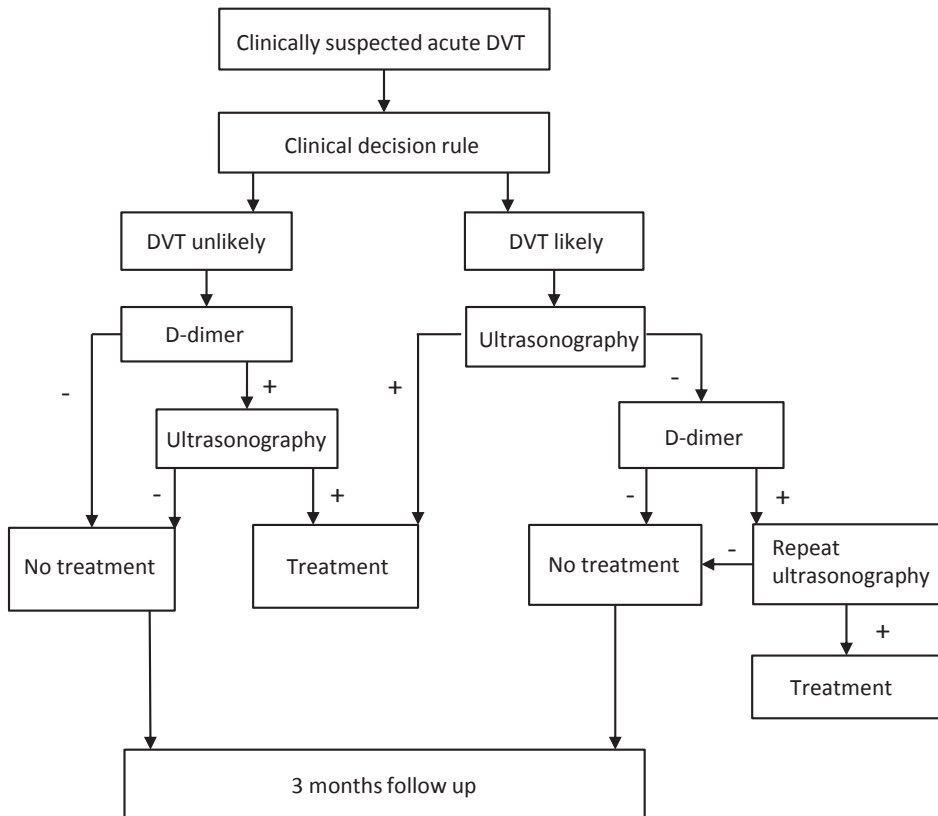 Clinically suspected acute DVT
Clinical decision rule
DVT unlikely
DVT likely
D-dimer
Ultrasonography
-
+
+
-
Ultrasonography
D-dimer
-
+
-
+
No treatment
Treatment
No treatment
-
Repeat
ultrasonography
+
Treatment
3 months follow up